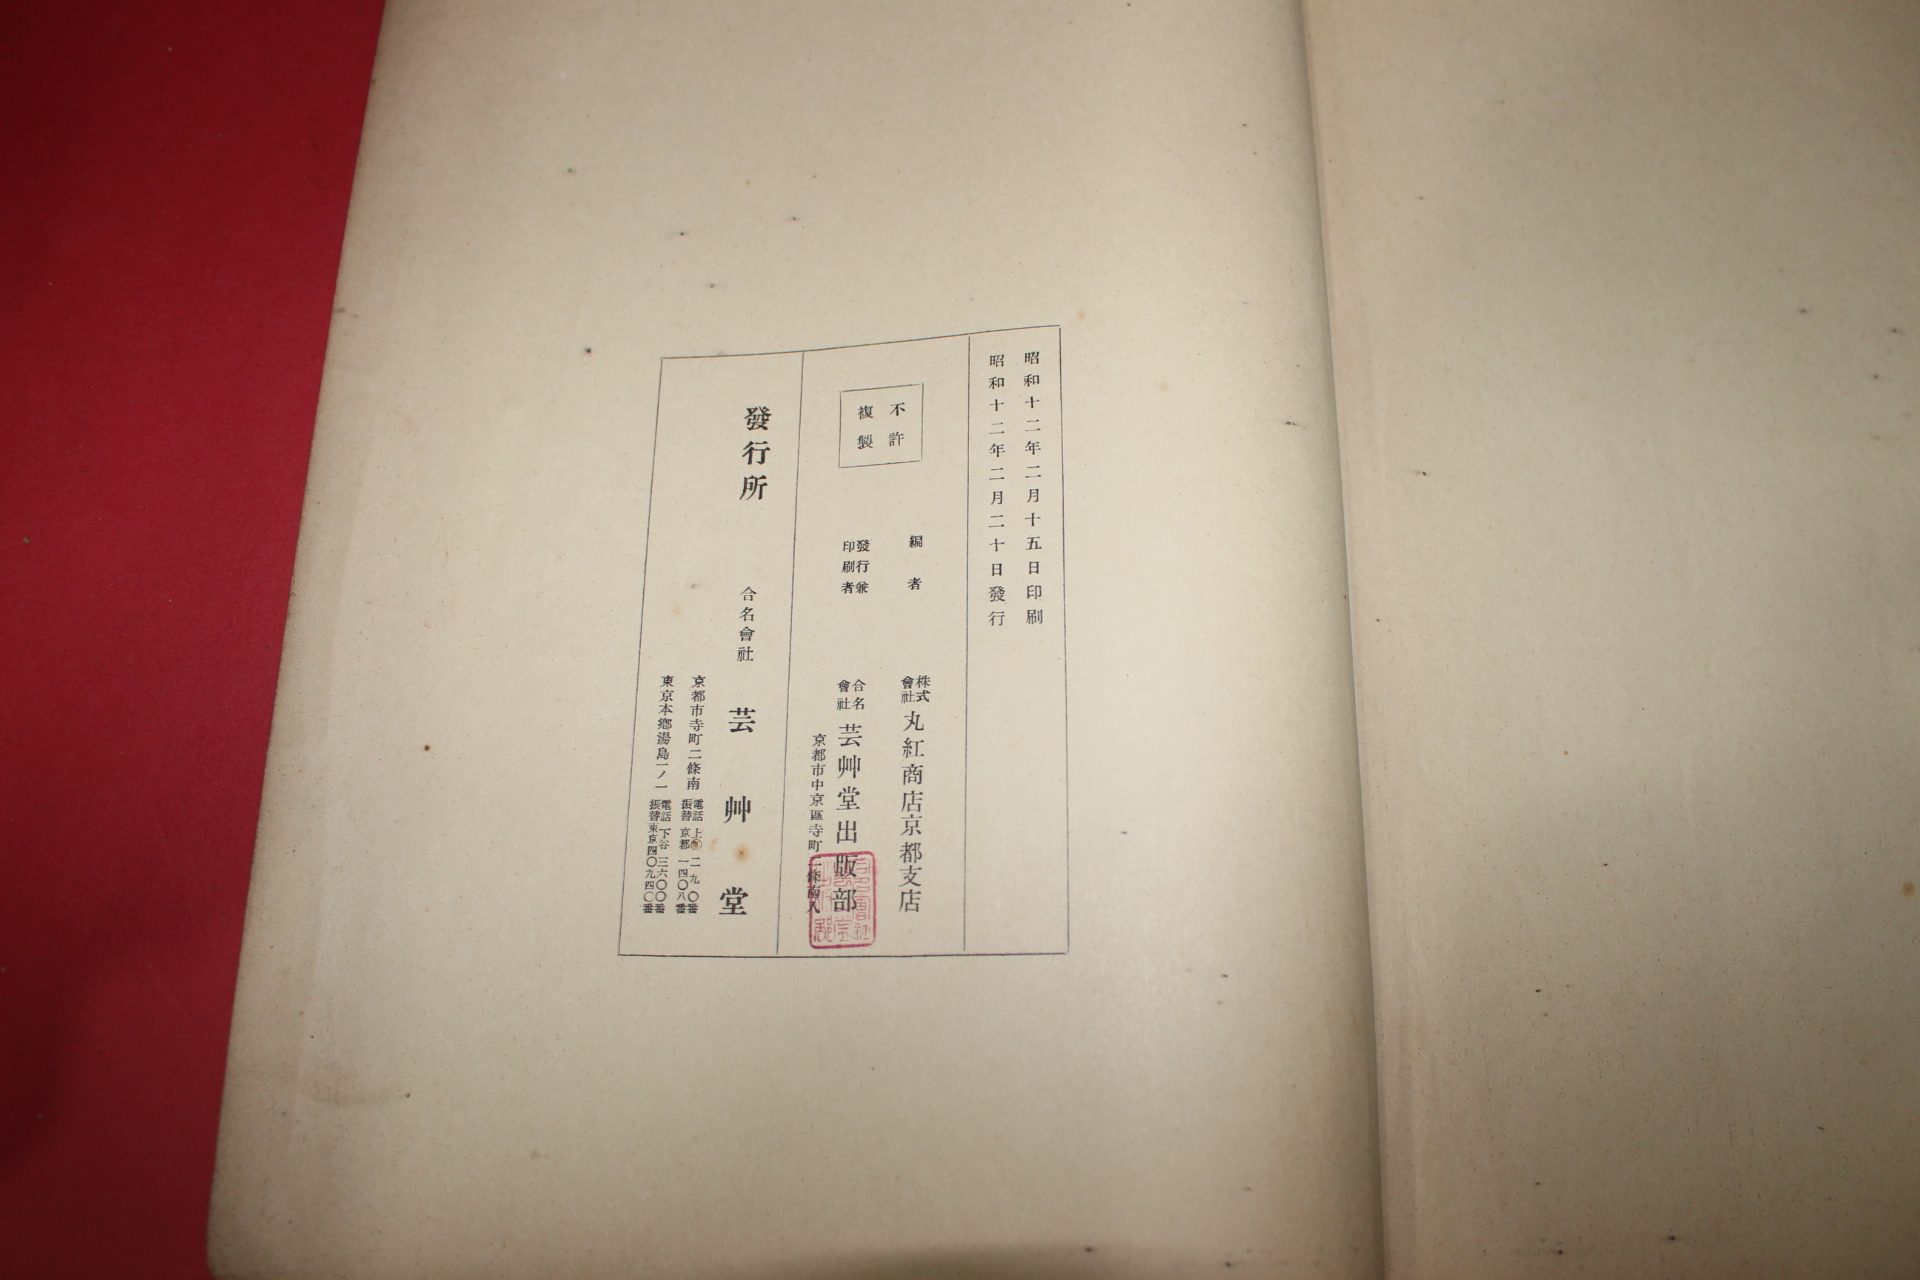 昭和十二年二月十五日印刷
昭和十二年二月二十日發行
不許
複製
編者
株式
會社
丸紅商店京都支店
發行兼
印刷者
合名
會社
芸艸堂出版部
京都市中京區寺町二條南入
發行所
合名會社
芸艸堂
京都市寺町二條南
電話上
二九〇番
振替京都一四〇八番
東京本鄕湯島一ノ一
電話下谷三六〇〇番
振替東京四〇九四〇番